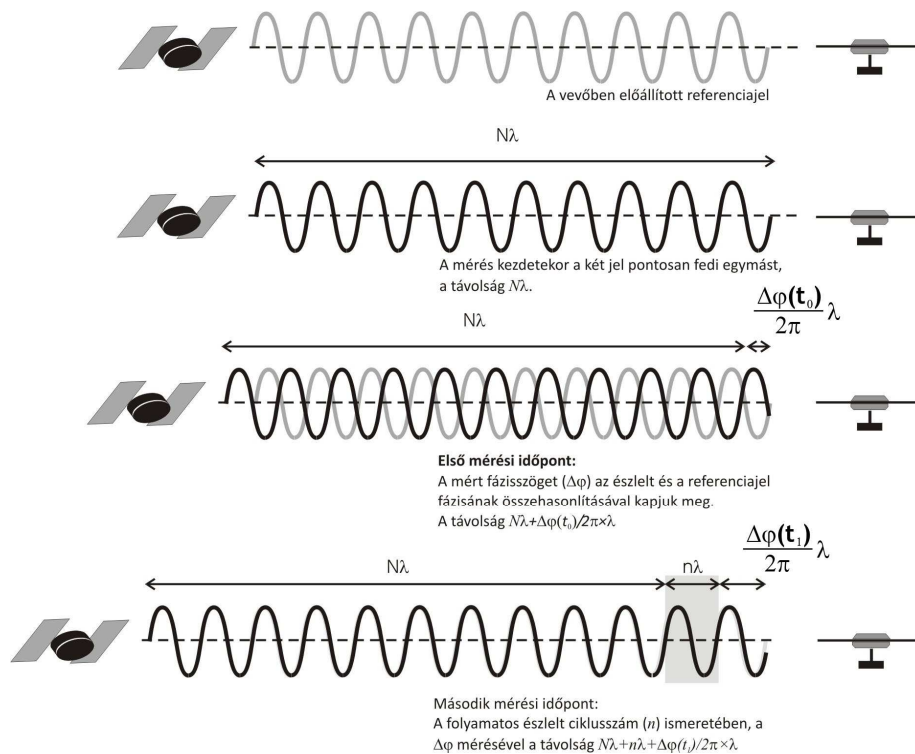 A vevőben előállított referenciajel
Nλ
A mérés kezdetekor a két jel pontosan fedi egymást,
a távolság Nλ.
Nλ
Δφ(t₀)/2π λ
Első mérési időpont:
A mért fázisszöget (Δφ) az észlelt és a referenciajel
fázisának összehasonlításával kapjuk meg.
A távolság Nλ+Δφ(t₀)/2π×λ
Nλ
nλ
Δφ(t₁)/2π λ
Második mérési időpont:
A folyamatos észlelt ciklusszám (n) ismeretében, a
Δφ mérésével a távolság Nλ+nλ+Δφ(t₁)/2π×λ